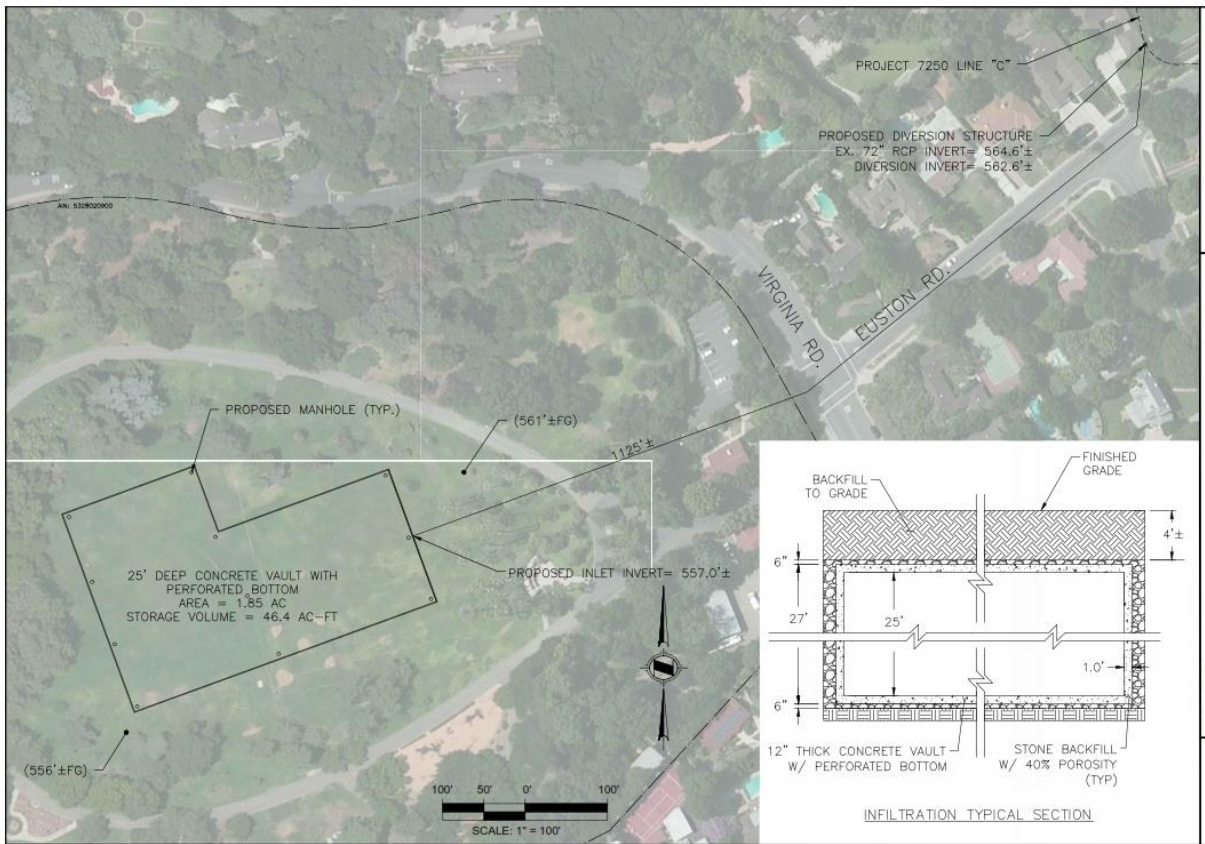 PROJECT 7250 LINE "C"
PROPOSED DIVERSION STRUCTURE
EX. 72" RCP INVERT= 564.6'±
DIVERSION INVERT= 562.6'±
AIN: 5328020900
VIRGINIA RD.
EUSTON RD.
PROPOSED MANHOLE (TYP.)
(561'±FG)
1125'±
25' DEEP CONCRETE VAULT WITH
PERFORATED BOTTOM
AREA = 1.85 AC
STORAGE VOLUME = 46.4 AC-FT
PROPOSED INLET INVERT= 557.0'±
(556'±FG)
100' 50' 0' 100'
SCALE: 1" = 100'
FINISHED
GRADE
BACKFILL
TO GRADE
4'±
6"
27'
25'
1.0'
6"
12" THICK CONCRETE VAULT
W/ PERFORATED BOTTOM
STONE BACKFILL
W/ 40% POROSITY
(TYP)
INFILTRATION TYPICAL SECTION